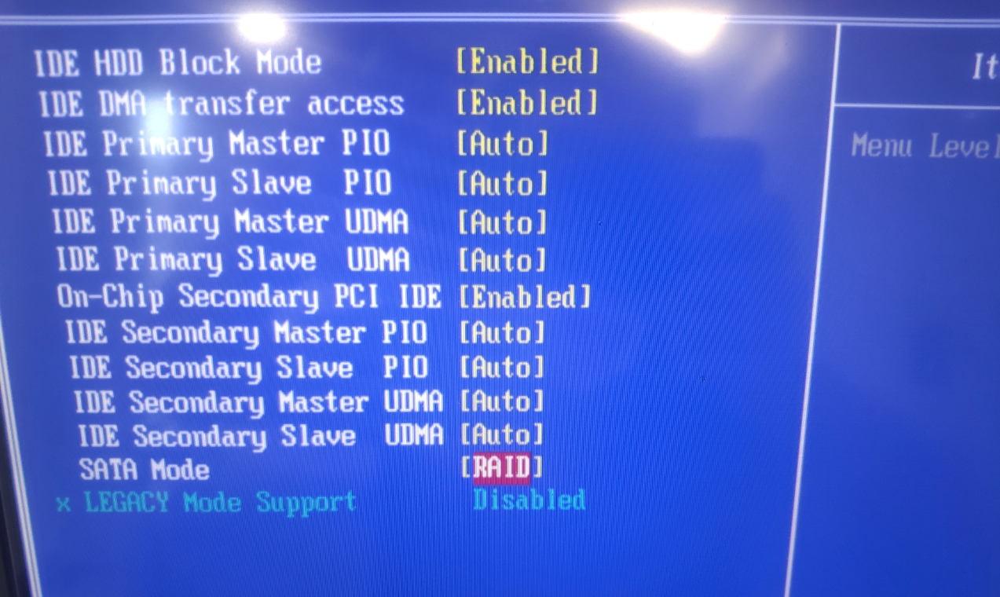 IDE HDD Block Mode [Enabled]
IDE DMA transfer access [Enabled]
IDE Primary Master PIO [Auto]
IDE Primary Slave PIO [Auto]
IDE Primary Master UDMA [Auto]
IDE Primary Slave UDMA [Auto]
On-Chip Secondary PCI IDE [Enabled]
IDE Secondary Master PIO [Auto]
IDE Secondary Slave PIO [Auto]
IDE Secondary Master UDMA [Auto]
IDE Secondary Slave UDMA [Auto]
SATA Mode [RAID]
x LEGACY Mode Support Disabled
It
Menu Level